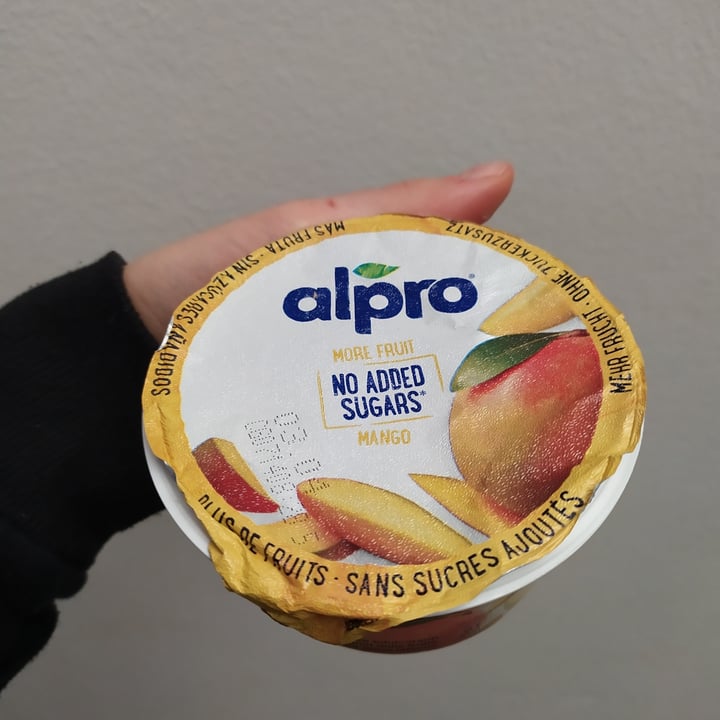 alpro
MORE FRUIT
NO ADDED
SUGARS*
MANGO
MÁS FRUTA · SIN AZÚCARES AÑADIDOS
MEHR FRUCHT · OHNE ZUCKERZUSATZ
PLUS DE FRUITS · SANS SUCRES AJOUTÉS